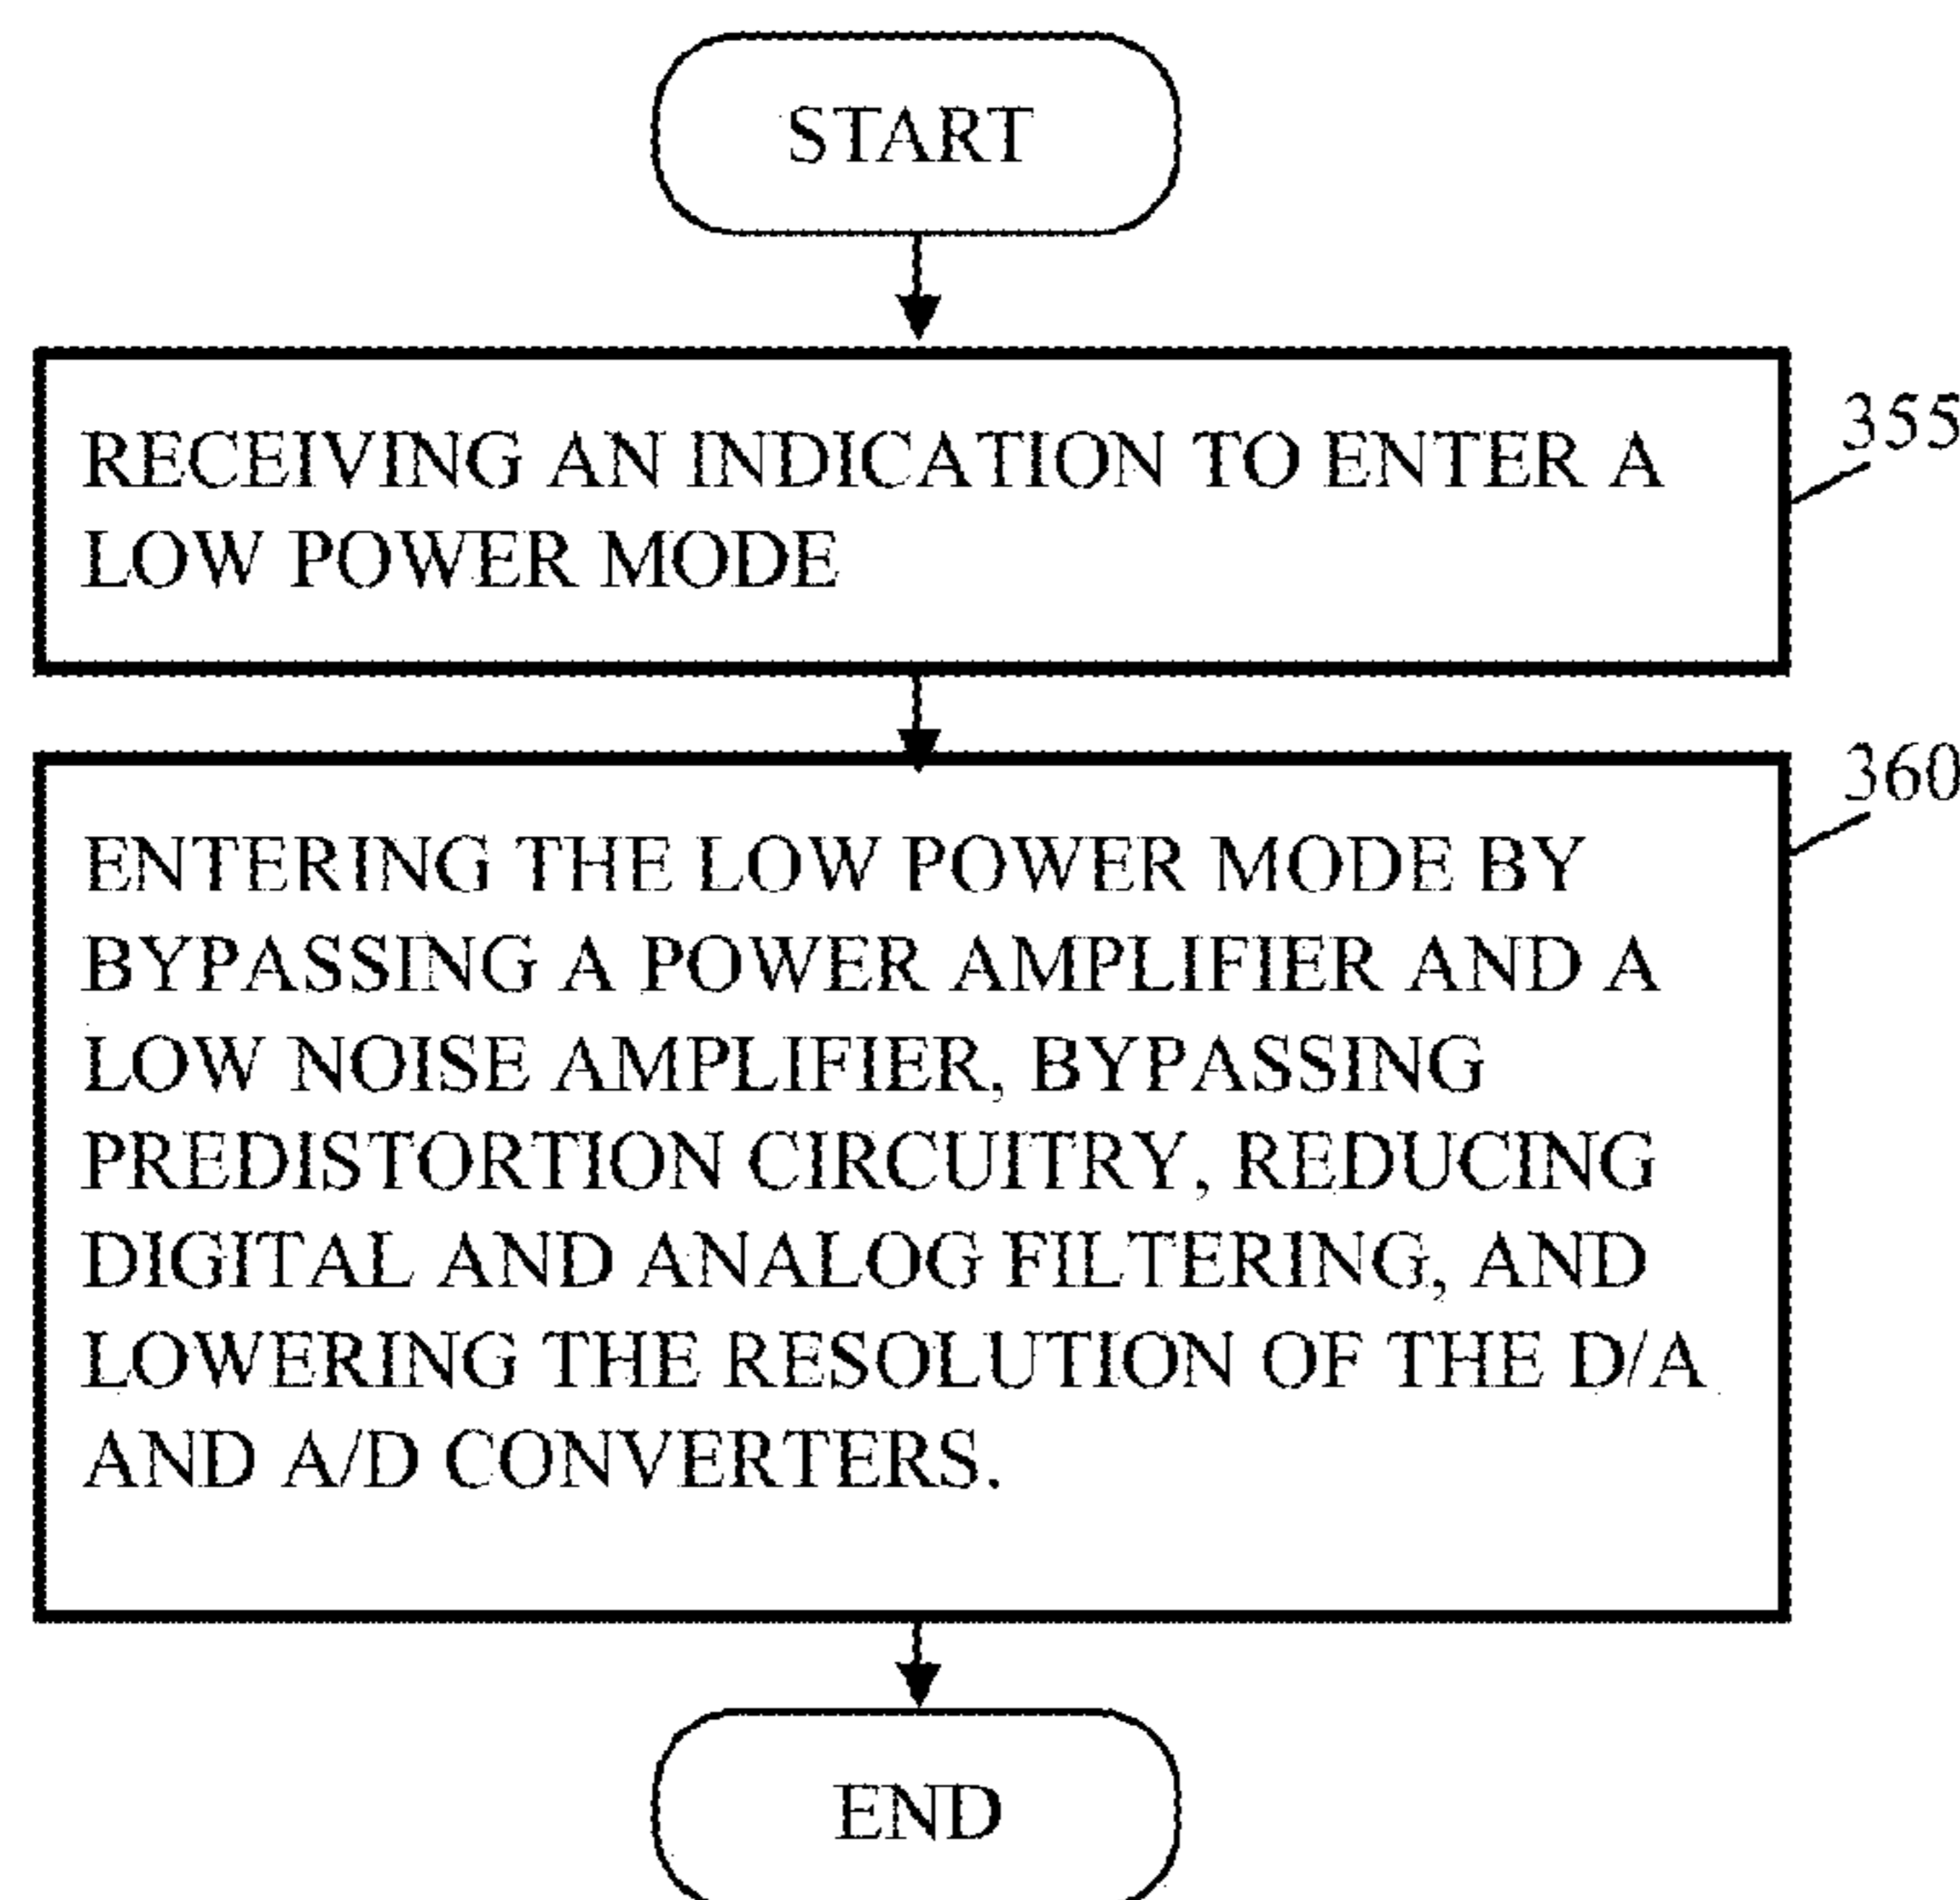 START
RECEIVING AN INDICATION TO ENTER A
LOW POWER MODE
355
360
ENTERING THE LOW POWER MODE BY
BYPASSING A POWER AMPLIFIER AND A
LOW NOISE AMPLIFIER, BYPASSING
PREDISTORTION CIRCUITRY, REDUCING
DIGITAL AND ANALOG FILTERING, AND
LOWERING THE RESOLUTION OF THE D/A
AND A/D CONVERTERS.
END